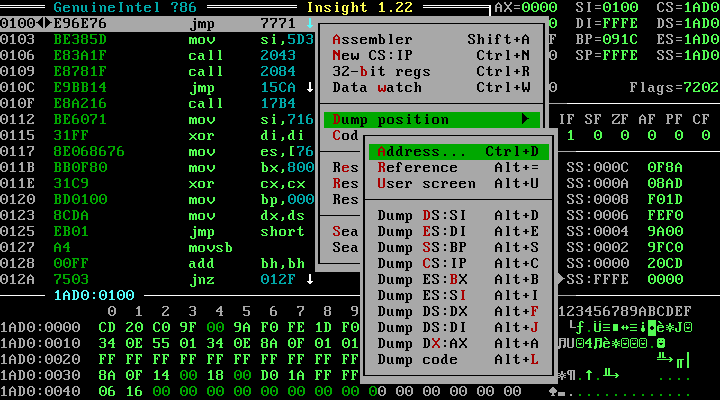 GenuineIntel ?86 Insight 1.22 AX=0000 SI=0100 CS=1AD0
0100 E96E76 jmp 7771 ↓ DI=FFFE DS=1AD0
0103 BE385D mov si,5D3 Assembler Shift+A BP=091C ES=1AD0
0106 E83A1F call 2043 New CS:IP Ctrl+N SP=FFFE SS=1AD0
0109 E8781F call 2084 32-bit regs Ctrl+R
010C E9BB14 jmp 15CA ↓ Data watch Ctrl+W Flags=7202
010F E8A216 call 17B4
0112 BE6071 mov si,716 Dump position ► IF SF ZF AF PF CF
0115 31FF xor di,di Cod 1 0 0 0 0 0
0117 8E068676 mov es,[76
011B BB0F80 mov bx,800 Address... Ctrl+D
011E 31C9 xor cx,cx Res Reference Alt+= SS:000C 0F8A
0120 BD0100 mov bp,000 Res User screen Alt+U SS:000A 08AD
0123 8CDA mov dx,ds Res SS:0008 F01D
0125 EB01 jmp short Dump DS:SI Alt+D SS:0006 FEF0
0127 A4 movsb Sea Dump ES:DI Alt+E SS:0004 9A00
0128 00FF add bh,bh Sea Dump SS:BP Alt+S SS:0002 9FC0
012A 7503 jnz 012F ↓ Dump CS:IP Alt+C SS:0000 20CD
Dump ES:BX Alt+B SS:FFFE 0000
1AD0:0100 Dump ES:SI Alt+I
0 1 2 3 4 5 6 7 8 9 Dump DS:DX Alt+F 0123456789ABCDEF
1AD0:0000 CD 20 C0 9F 00 9A F0 FE 1D F0 Dump DS:DI Alt+J
1AD0:0010 34 0E 55 01 34 0E 8A 0F 01 01 Dump DX:AX Alt+A
1AD0:0020 FF FF FF FF FF FF FF FF FF FF Dump code Alt+L
1AD0:0030 8A 0F 14 00 18 00 D0 1A FF FF
1AD0:0040 06 16 00 00 00 00 00 00 00 00 00 00 00 00 00 00